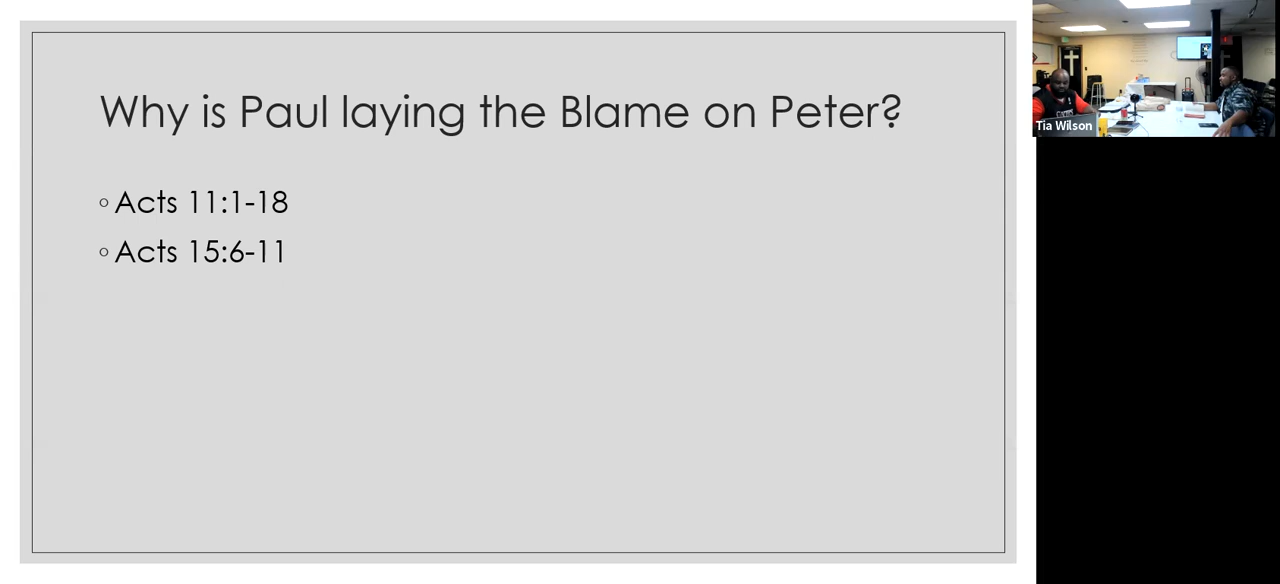 Why is Paul laying the Blame on Peter?
Acts 11:1-18
Acts 15:6-11
Tia Wilson